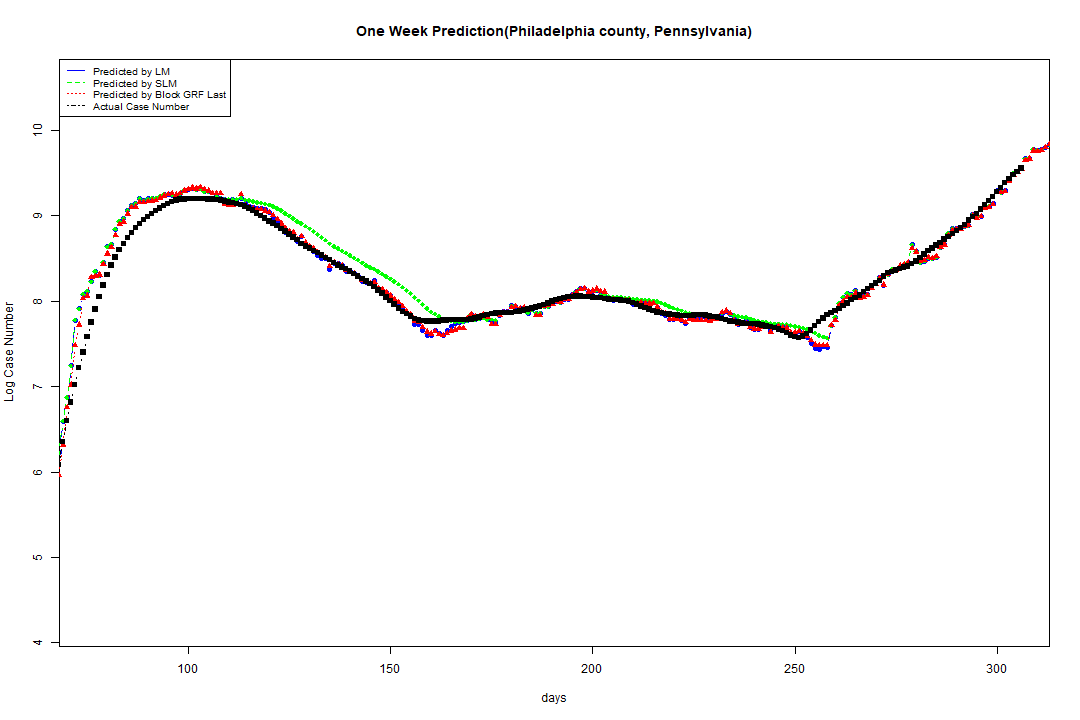 One Week Prediction(Philadelphia county, Pennsylvania)
Predicted by LM
Predicted by SLM
Predicted by Block GRF Last
Actual Case Number
10
9
8
7
6
5
4
Log Case Number
100 150 200 250 300
days